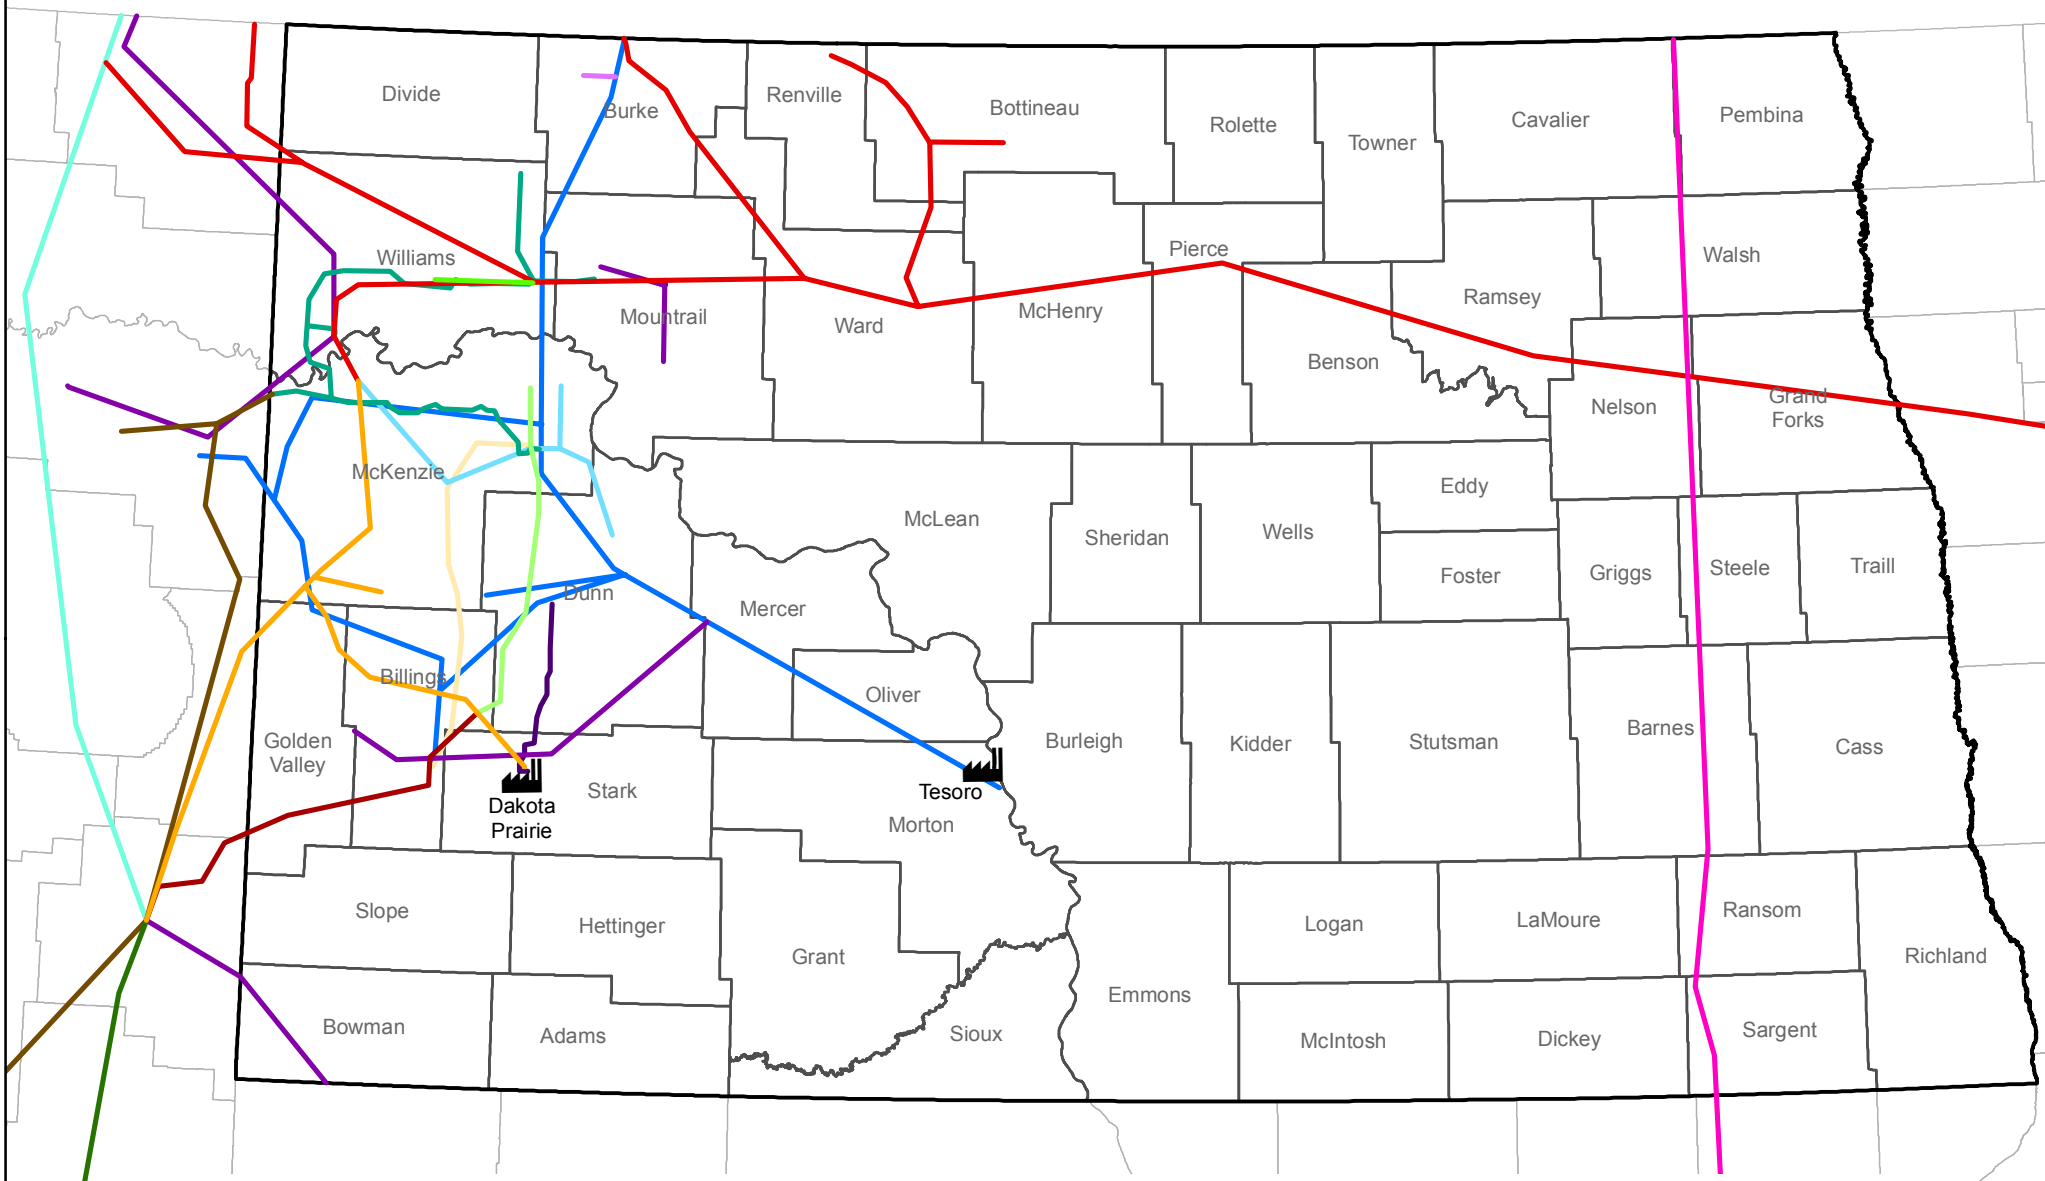 Divide
Burke
Renville
Bottineau
Rolette
Towner
Cavalier
Pembina
Williams
Mountrail
Ward
McHenry
Pierce
Benson
Ramsey
Walsh
Nelson
Grand
Forks
McKenzie
McLean
Sheridan
Wells
Eddy
Foster
Griggs
Steele
Traill
Dunn
Mercer
Oliver
Billings
Golden
Valley
Stark
Dakota
Prairie
Tesoro
Morton
Burleigh
Kidder
Stutsman
Barnes
Cass
Slope
Hettinger
Grant
Bowman
Adams
Sioux
Emmons
Logan
LaMoure
Ransom
Richland
McIntosh
Dickey
Sargent